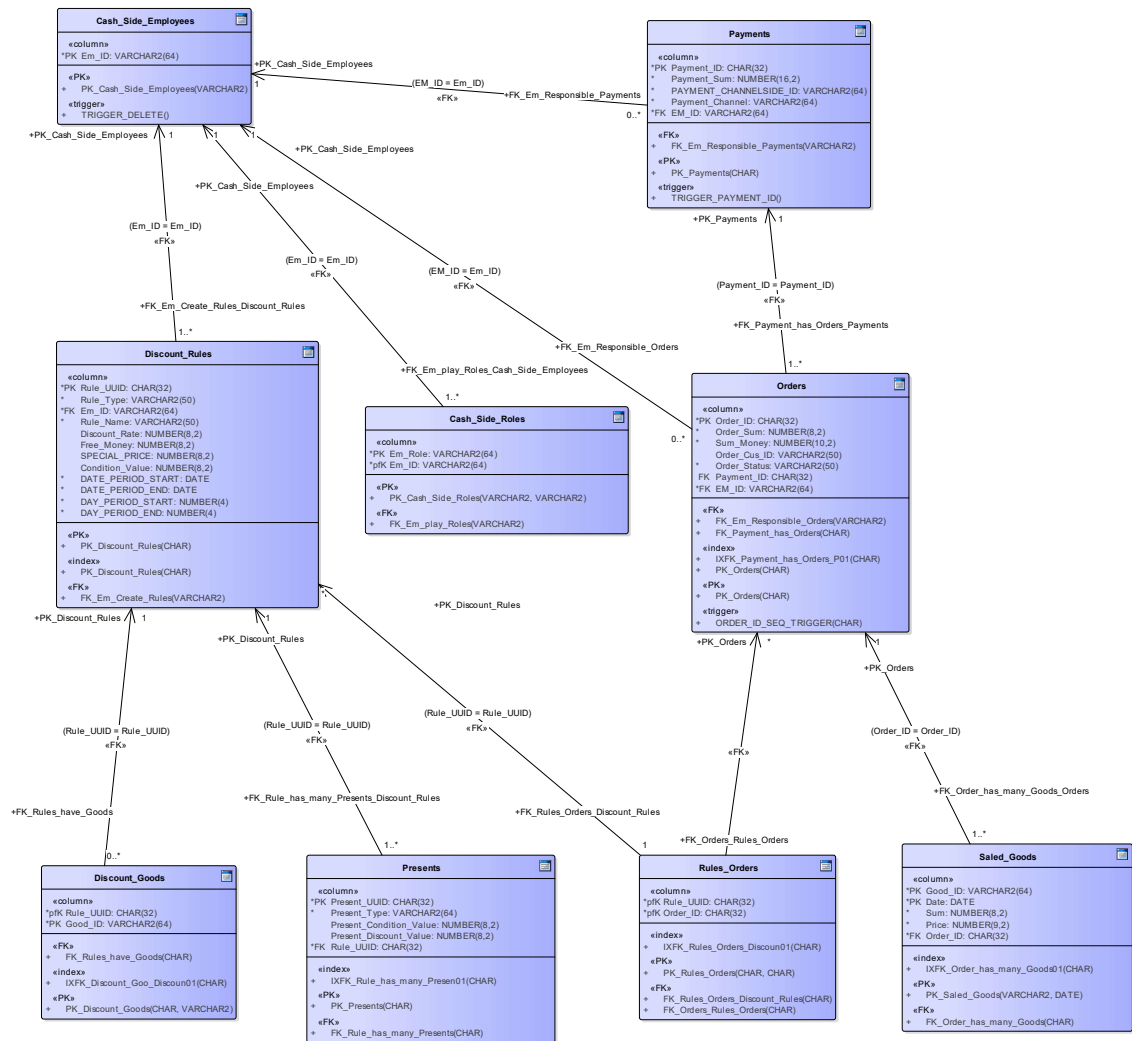 Cash_Side_Employees
«column»
*PK Em_ID: VARCHAR2(64)
«PK»
+ PK_Cash_Side_Employees(VARCHAR2)
«trigger»
+ TRIGGER_DELETE()
Payments
«column»
*PK Payment_ID: CHAR(32)
* Payment_Sum: NUMBER(16,2)
* PAYMENT_CHANNELSIDE_ID: VARCHAR2(64)
* Payment_Channel: VARCHAR2(64)
*FK EM_ID: VARCHAR2(64)
«FK»
+ FK_Em_Responsible_Payments(VARCHAR2)
«PK»
+ PK_Payments(CHAR)
«trigger»
+ TRIGGER_PAYMENT_ID()
+PK_Cash_Side_Employees
1
(EM_ID = Em_ID)
«FK»
+FK_Em_Responsible_Payments
0..*
+PK_Cash_Side_Employees
1
(Em_ID = Em_ID)
«FK»
+FK_Em_Create_Rules_Discount_Rules
1..*
+PK_Cash_Side_Employees
1
(Em_ID = Em_ID)
«FK»
+FK_Em_play_Roles_Cash_Side_Employees
1..*
+PK_Cash_Side_Employees
1
(EM_ID = Em_ID)
«FK»
+FK_Em_Responsible_Orders
0..*
+PK_Payments
1
(Payment_ID = Payment_ID)
«FK»
+FK_Payment_has_Orders_Payments
1..*
Discount_Rules
«column»
*PK Rule_UUID: CHAR(32)
* Rule_Type: VARCHAR2(50)
*FK Em_ID: VARCHAR2(64)
* Rule_Name: VARCHAR2(50)
Discount_Rate: NUMBER(8,2)
Free_Money: NUMBER(8,2)
SPECIAL_PRICE: NUMBER(8,2)
Condition_Value: NUMBER(8,2)
* DATE_PERIOD_START: DATE
* DATE_PERIOD_END: DATE
* DAY_PERIOD_START: NUMBER(4)
* DAY_PERIOD_END: NUMBER(4)
«PK»
+ PK_Discount_Rules(CHAR)
«index»
+ PK_Discount_Rules(CHAR)
«FK»
+ FK_Em_Create_Rules(VARCHAR2)
Cash_Side_Roles
«column»
*PK Em_Role: VARCHAR2(64)
*pfK Em_ID: VARCHAR2(64)
«PK»
+ PK_Cash_Side_Roles(VARCHAR2, VARCHAR2)
«FK»
+ FK_Em_play_Roles(VARCHAR2)
Orders
«column»
*PK Order_ID: CHAR(32)
* Order_Sum: NUMBER(8,2)
* Sum_Money: NUMBER(10,2)
Order_Cus_ID: VARCHAR2(50)
* Order_Status: VARCHAR2(50)
FK Payment_ID: CHAR(32)
*FK EM_ID: VARCHAR2(64)
«FK»
+ FK_Em_Responsible_Orders(VARCHAR2)
+ FK_Payment_has_Orders(CHAR)
«index»
+ IXFK_Payment_has_Orders_P01(CHAR)
+ PK_Orders(CHAR)
«PK»
+ PK_Orders(CHAR)
«trigger»
+ ORDER_ID_SEQ_TRIGGER(CHAR)
+PK_Discount_Rules
1
(Rule_UUID = Rule_UUID)
«FK»
+FK_Rules_have_Goods
0..*
+PK_Discount_Rules
1
(Rule_UUID = Rule_UUID)
«FK»
+FK_Rule_has_many_Presents_Discount_Rules
1..*
+PK_Discount_Rules
*
(Rule_UUID = Rule_UUID)
«FK»
+FK_Rules_Orders_Discount_Rules
1
+PK_Orders
*
«FK»
+FK_Orders_Rules_Orders
+PK_Orders
1
(Order_ID = Order_ID)
«FK»
+FK_Order_has_many_Goods_Orders
1..*
Discount_Goods
«column»
*pfK Rule_UUID: CHAR(32)
*PK Good_ID: VARCHAR2(64)
«FK»
+ FK_Rules_have_Goods(CHAR)
«index»
+ IXFK_Discount_Goo_Discoun01(CHAR)
«PK»
+ PK_Discount_Goods(CHAR, VARCHAR2)
Presents
«column»
*PK Present_UUID: CHAR(32)
* Present_Type: VARCHAR2(64)
Present_Condition_Value: NUMBER(8,2)
Present_Discount_Value: NUMBER(8,2)
*FK Rule_UUID: CHAR(32)
«index»
+ IXFK_Rule_has_many_Presen01(CHAR)
«PK»
+ PK_Presents(CHAR)
«FK»
+ FK_Rule_has_many_Presents(CHAR)
Rules_Orders
«column»
*pfK Rule_UUID: CHAR(32)
*pfK Order_ID: CHAR(32)
«index»
+ IXFK_Rules_Orders_Discoun01(CHAR)
«PK»
+ PK_Rules_Orders(CHAR, CHAR)
«FK»
+ FK_Rules_Orders_Discount_Rules(CHAR)
+ FK_Orders_Rules_Orders(CHAR)
Saled_Goods
«column»
*PK Good_ID: VARCHAR2(64)
*PK Date: DATE
* Sum: NUMBER(8,2)
* Price: NUMBER(9,2)
*FK Order_ID: CHAR(32)
«index»
+ IXFK_Order_has_many_Goods01(CHAR)
«PK»
+ PK_Saled_Goods(VARCHAR2, DATE)
«FK»
+ FK_Order_has_many_Goods(CHAR)